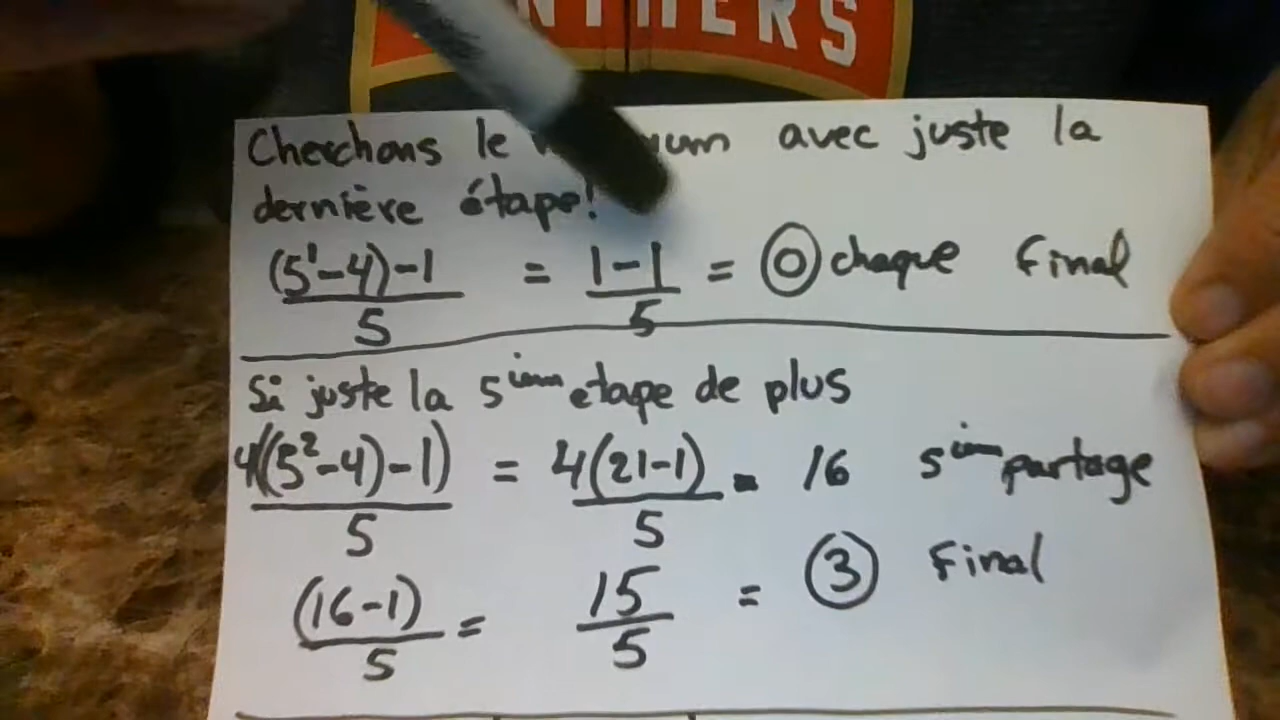 Cherchons le avec juste la
dernière étape!
(5¹-4)-1 / 5 = 1-1 / 5 = 0 chaque final
Si juste la 5ième etape de plus
4((5²-4)-1) / 5 = 4(21-1) / 5 = 16 5ième partage
(16-1) / 5 = 15 / 5 = 3 Final